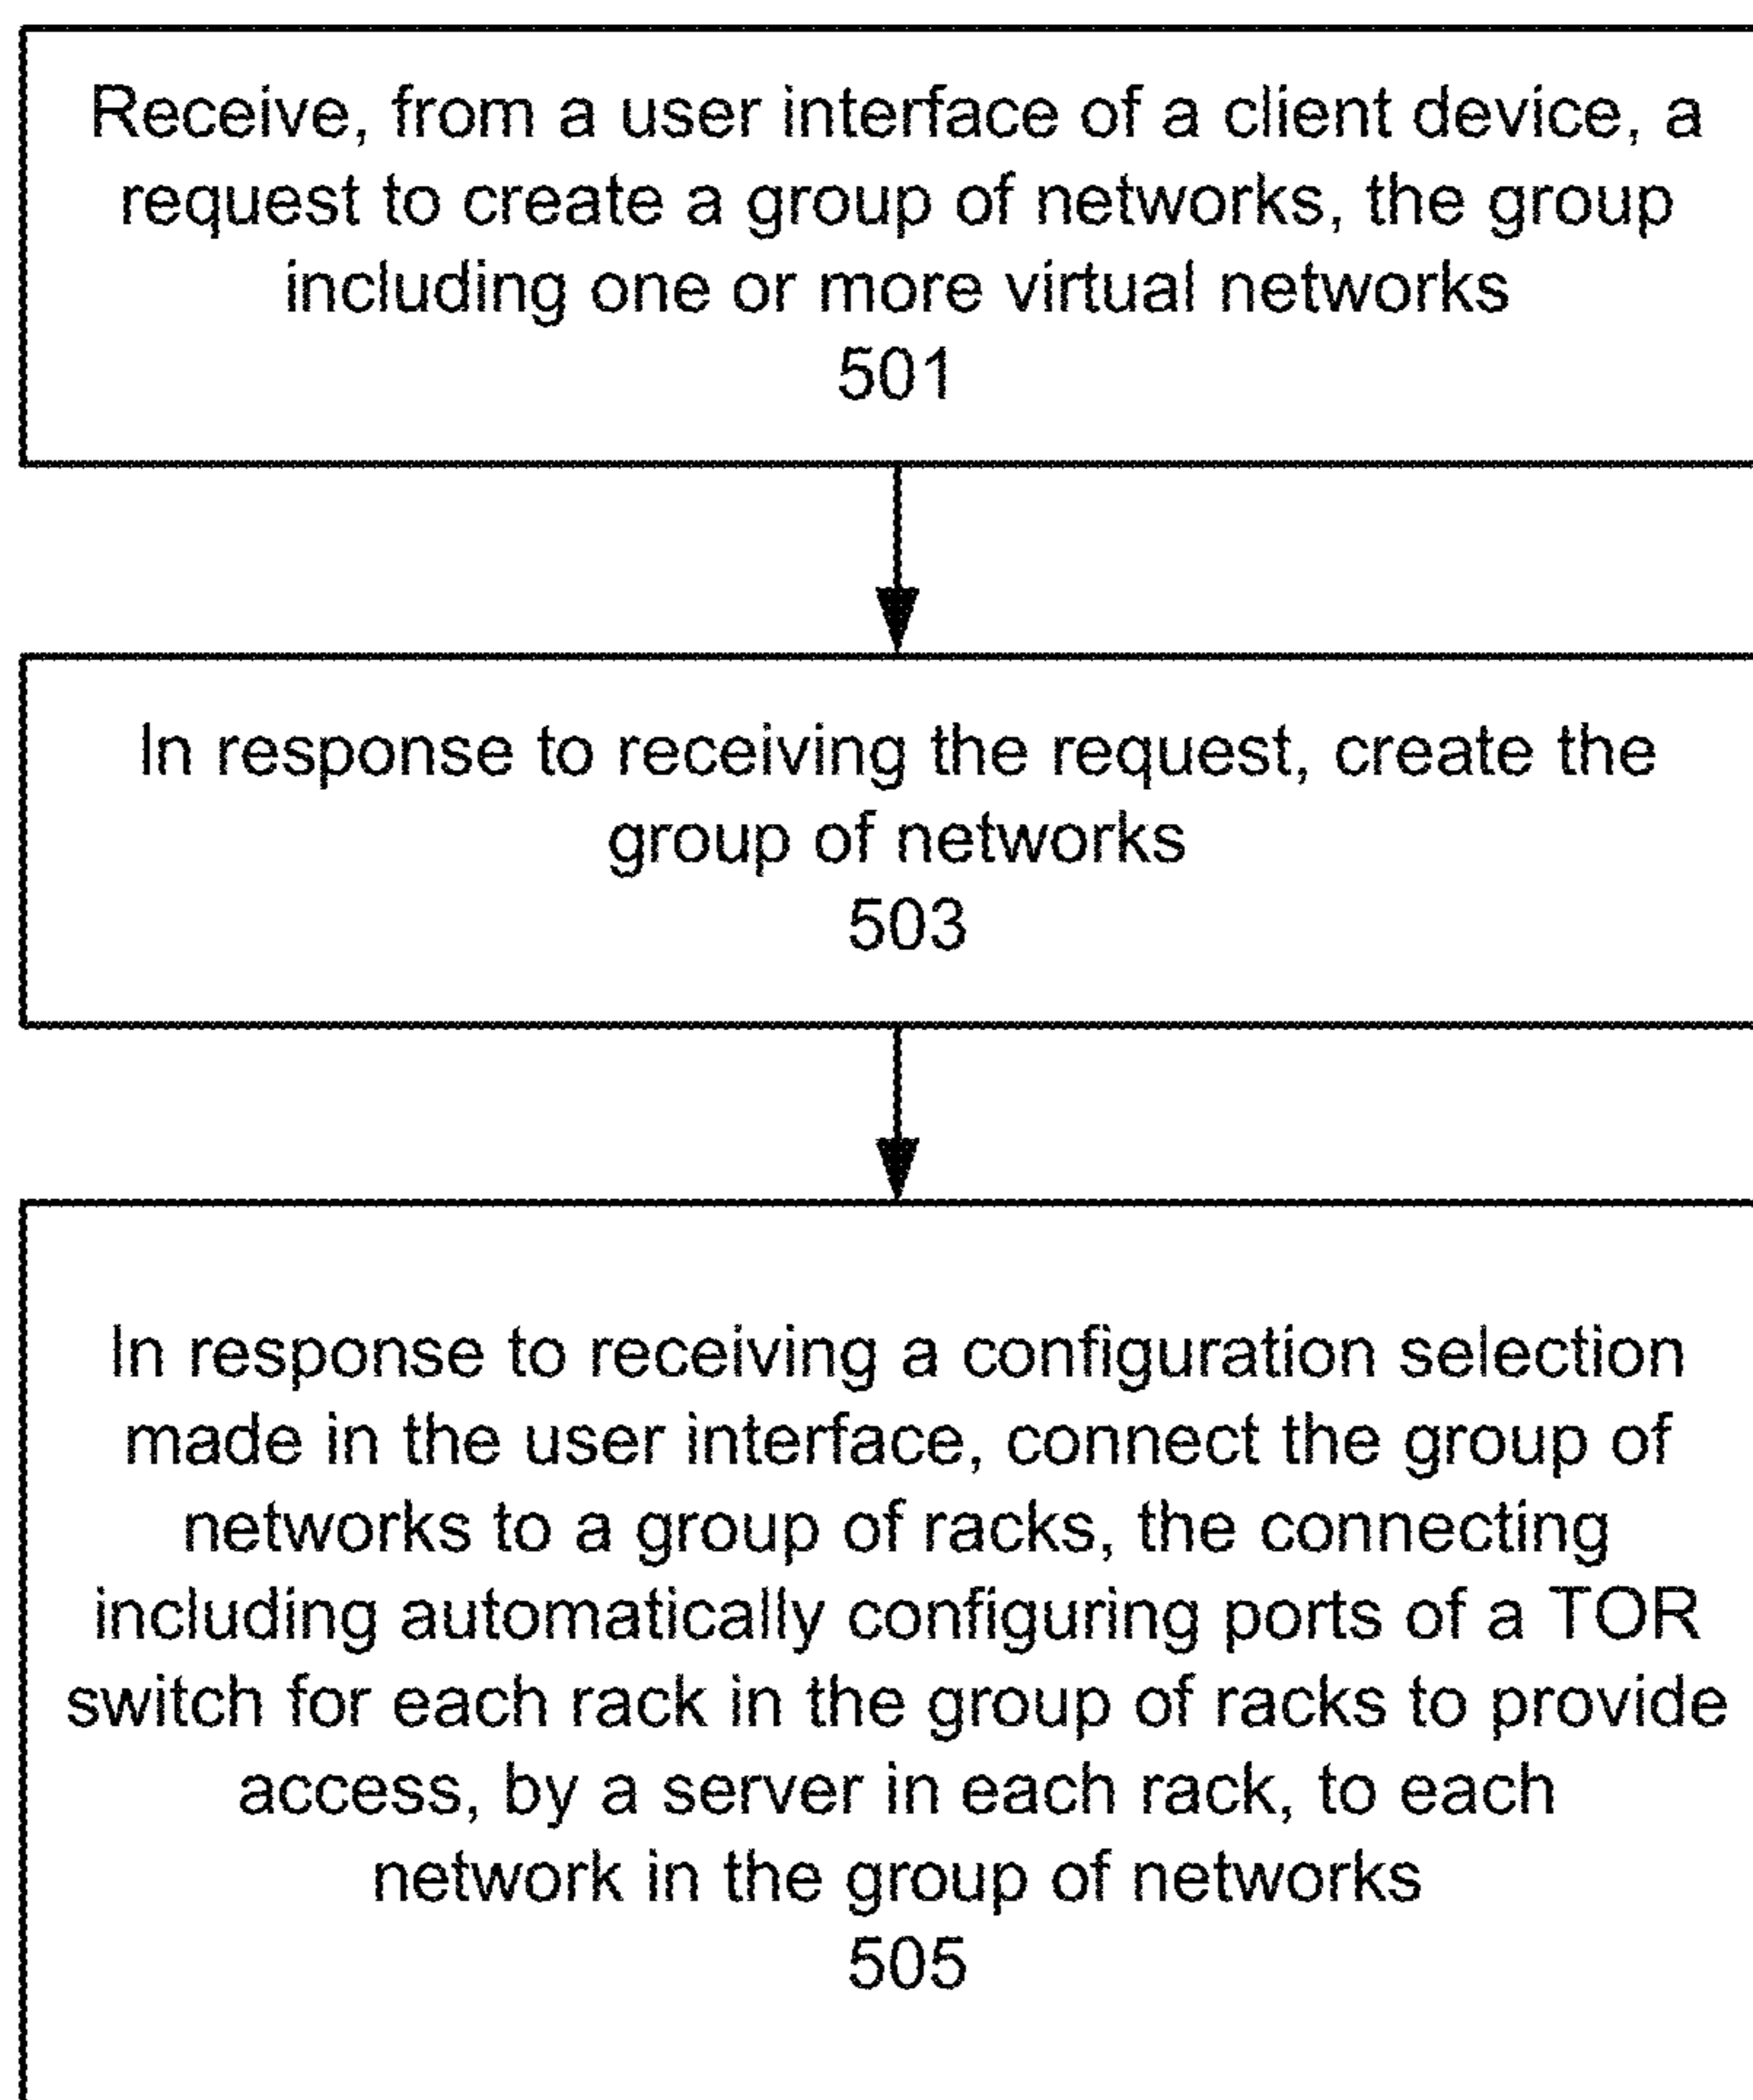 Receive, from a user interface of a client device, a
request to create a group of networks, the group
including one or more virtual networks
501
In response to receiving the request, create the
group of networks
503
In response to receiving a configuration selection
made in the user interface, connect the group of
networks to a group of racks, the connecting
including automatically configuring ports of a TOR
switch for each rack in the group of racks to provide
access, by a server in each rack, to each
network in the group of networks
505